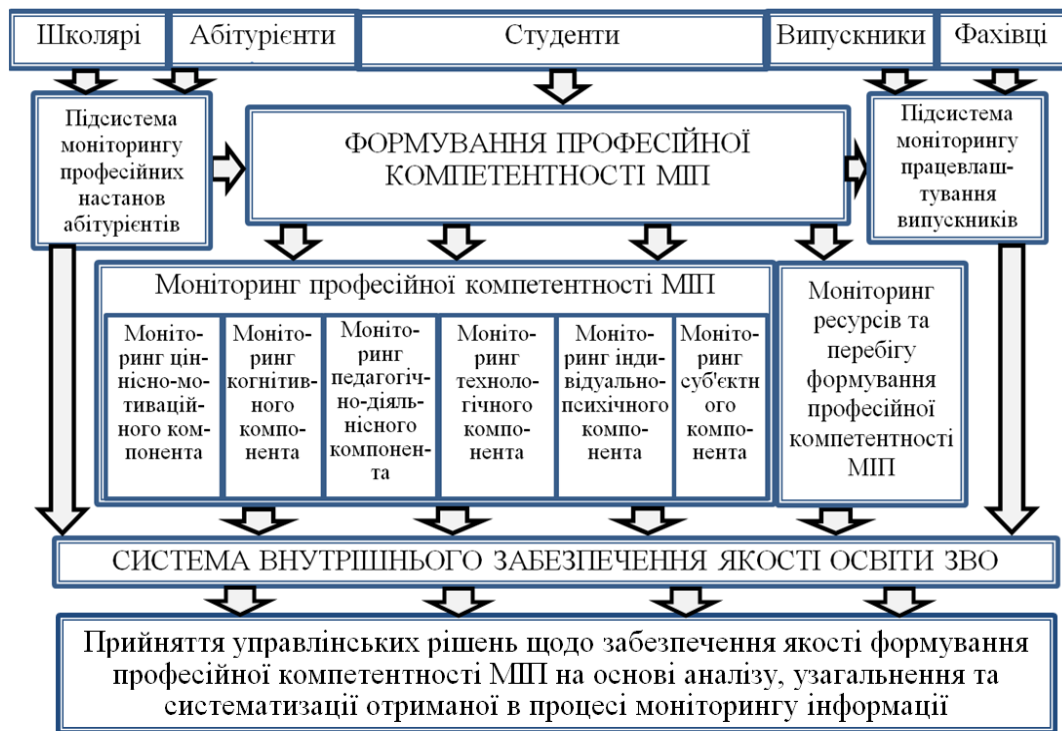 Школярі
Абітурієнти
Студенти
Випускники
Фахівці
Підсистема
моніторингу
професійних
настанов
абітурієнтів
ФОРМУВАННЯ ПРОФЕСІЙНОЇ
КОМПЕТЕНТНОСТІ МІП
Підсистема
моніторингу
працевлаш-
тування
випускників
Моніторинг професійної компетентності МІП
Моніто-
ринг цін-
нісно-мо-
тивацій-
ного ком-
понента
Моніто-
ринг
когнітив-
ного
компо-
нента
Моніто-
ринг
педагогіч-
но-діяль-
нісного
компонен-
та
Моніто-
ринг
техноло-
гічного
компо-
нента
Моніто-
ринг інди-
відуально-
психічного
компо-
нента
Моніто-
ринг
суб'єктн
ого
компо-
нента
Моніторинг
ресурсів та
перебігу
формування
професійної
компетентності
МІП
СИСТЕМА ВНУТРІШНЬОГО ЗАБЕЗПЕЧЕННЯ ЯКОСТІ ОСВІТИ ЗВО
Прийняття управлінських рішень щодо забезпечення якості формування
професійної компетентності МІП на основі аналізу, узагальнення та
систематизації отриманої в процесі моніторингу інформації